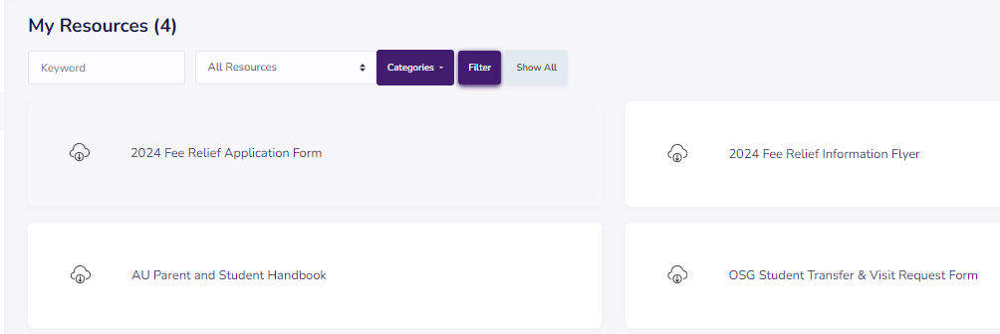 My Resources (4)
Keyword
All Resources
Categories
Filter
Show All
2024 Fee Relief Application Form
2024 Fee Relief Information Flyer
AU Parent and Student Handbook
OSG Student Transfer & Visit Request Form